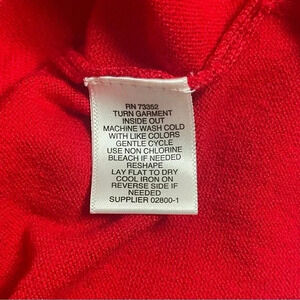 RN 73352
TURN GARMENT
INSIDE OUT
MACHINE WASH COLD
WITH LIKE COLORS
GENTLE CYCLE
USE NON CHLORINE
BLEACH IF NEEDED
RESHAPE
LAY FLAT TO DRY
COOL IRON ON
REVERSE SIDE IF
NEEDED
SUPPLIER 02800-1